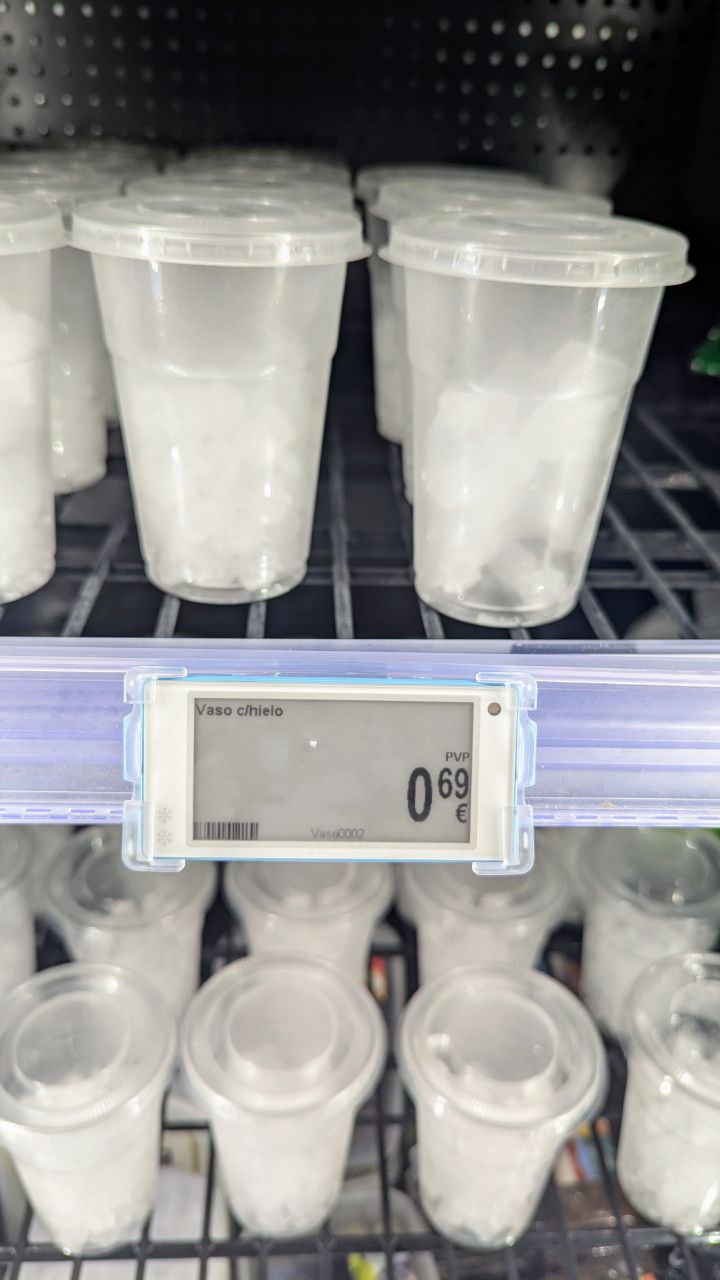 Vaso c/hielo
PVP
0 69
€
Vaso0002